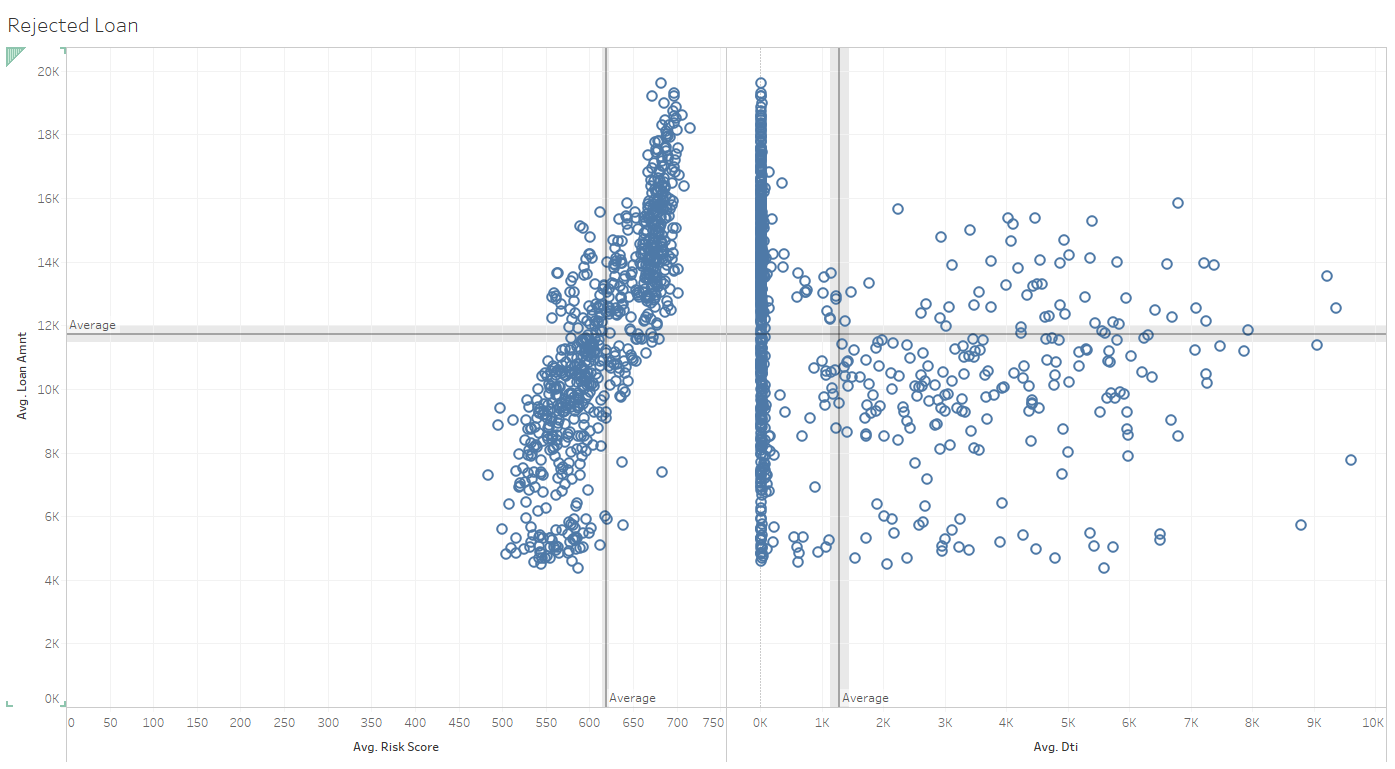 Rejected Loan
20K
18K
16K
14K
12K
10K
8K
6K
4K
2K
0K
Avg. Loan Amnt
Average
Average
Average
0 50 100 150 200 250 300 350 400 450 500 550 600 650 700 750
0K 1K 2K 3K 4K 5K 6K 7K 8K 9K 10K
Avg. Risk Score
Avg. Dti